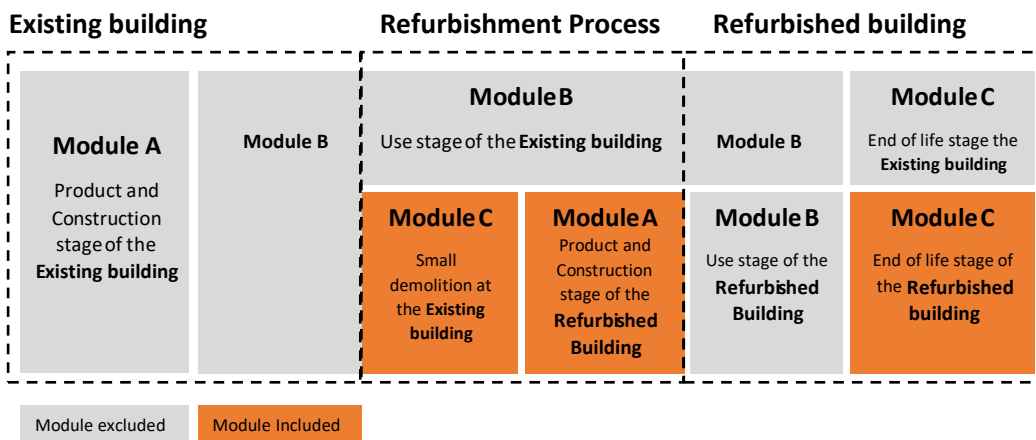 Existing building
Refurbishment Process
Refurbished building
Module A
Product and
Construction
stage of the
Existing building
Module B
Module B
Use stage of the Existing building
Module B
Module C
End of life stage the
Existing building
Module C
Small
demolition at
the Existing
building
Module A
Product and
Construction
stage of the
Refurbished
Building
Module B
Use stage of the
Refurbished
Building
Module C
End of life stage of
the Refurbished
building
Module excluded
Module Included